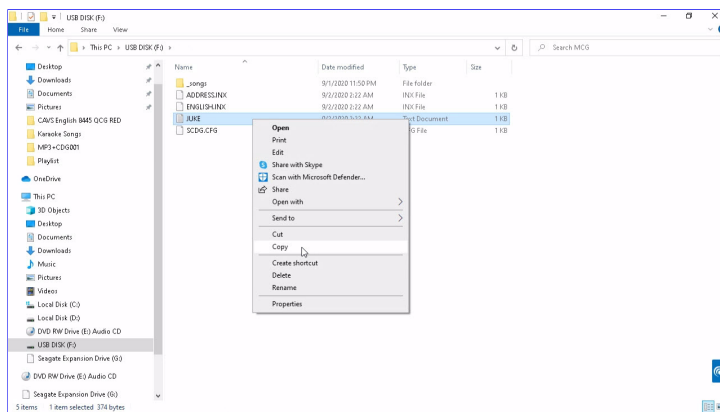 USB DISK (F:)
File Home Share View
This PC › USB DISK (F:) ›
Search MCG
Desktop
Downloads
Documents
Pictures
CAVS English 8445 QCG RED
Karaoke Songs
MP3+CDG001
Playlist
OneDrive
This PC
3D Objects
Desktop
Documents
Downloads
Music
Pictures
Videos
Local Disk (C:)
Local Disk (D:)
DVD RW Drive (E:) Audio CD
USB DISK (F:)
Seagate Expansion Drive (G:)
DVD RW Drive (E:) Audio CD
Seagate Expansion Drive (G:)
Name Date modified Type Size
_songs 9/1/2020 11:50 PM File folder
ADDRESS.INX 9/2/2020 2:22 AM INX File 1 KB
ENGLISH.INX 9/2/2020 2:22 AM INX File 1 KB
JUKE 9/2/2020 2:22 AM Text Document 1 KB
SCDG.CFG File 1 KB
Open
Print
Edit
Share with Skype
Scan with Microsoft Defender...
Share
Open with
Send to
Cut
Copy
Create shortcut
Delete
Rename
Properties
5 items 1 item selected 374 bytes